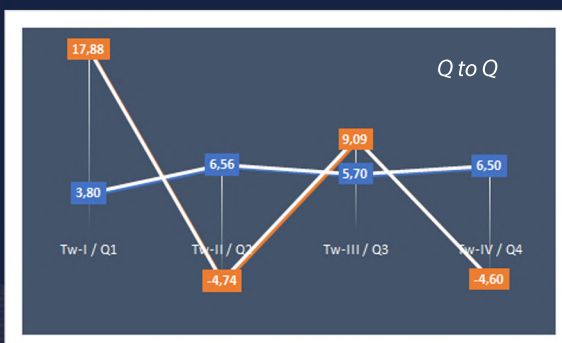 17,88
Q to Q
9,09
6,56
5,70
6,50
3,80
Tw-I / Q1
Tw-II / Q2
Tw-III / Q3
Tw-IV / Q4
-4,74
-4,60